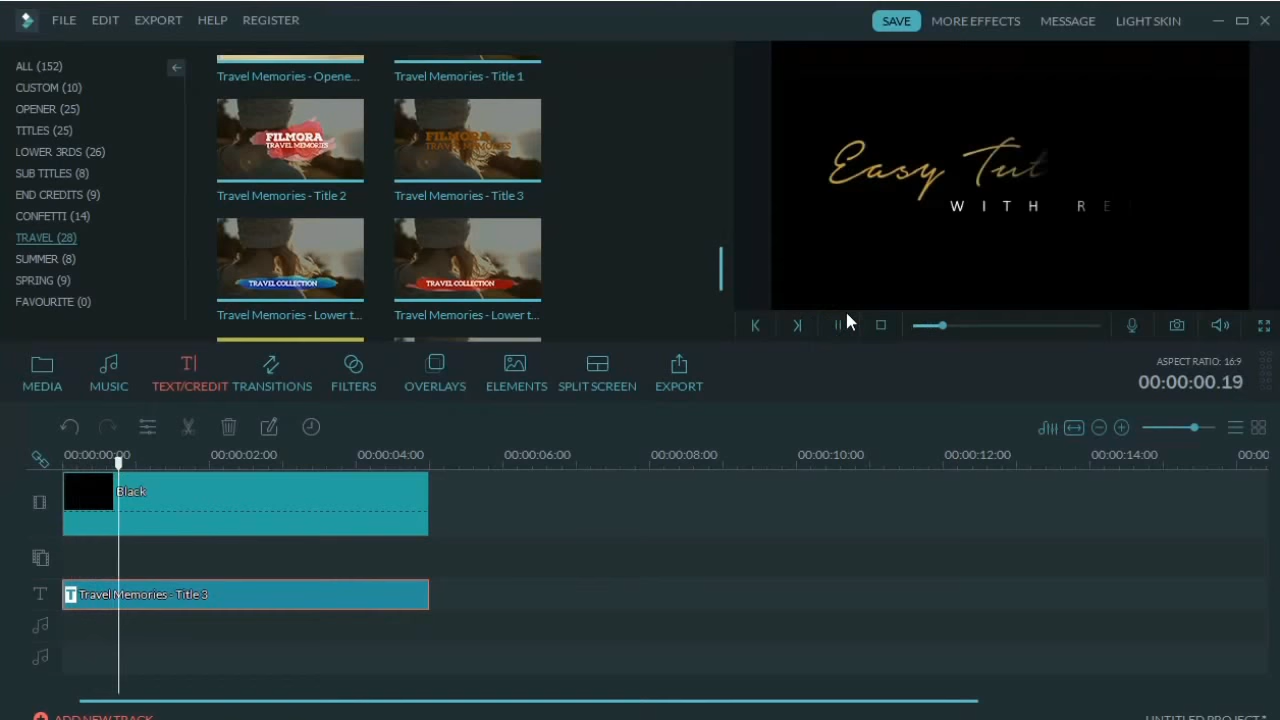 FILE EDIT EXPORT HELP REGISTER SAVE MORE EFFECTS MESSAGE LIGHT SKIN
ALL (152)
CUSTOM (10)
OPENER (25)
TITLES (25)
LOWER 3RDS (26)
SUB TITLES (8)
END CREDITS (9)
CONFETTI (14)
TRAVEL (28)
SUMMER (8)
SPRING (9)
FAVOURITE (0)
Travel Memories - Opene... Travel Memories - Title 1
FILMORA
TRAVEL MEMORIES
FILMORA
TRAVEL MEMORIES
Travel Memories - Title 2 Travel Memories - Title 3
TRAVEL COLLECTION TRAVEL COLLECTION
Travel Memories - Lower t... Travel Memories - Lower t...
Easy Tut
WITH RE
MEDIA MUSIC TEXT/CREDIT TRANSITIONS FILTERS OVERLAYS ELEMENTS SPLIT SCREEN EXPORT
ASPECT RATIO: 16:9
00:00:00.19
00:00:00:00 00:00:02:00 00:00:04:00 00:00:06:00 00:00:08:00 00:00:10:00 00:00:12:00 00:00:14:00 00:00
Black
T Travel Memories - Title 3
ADD NEW TRACK UNTITLED PROJECT*